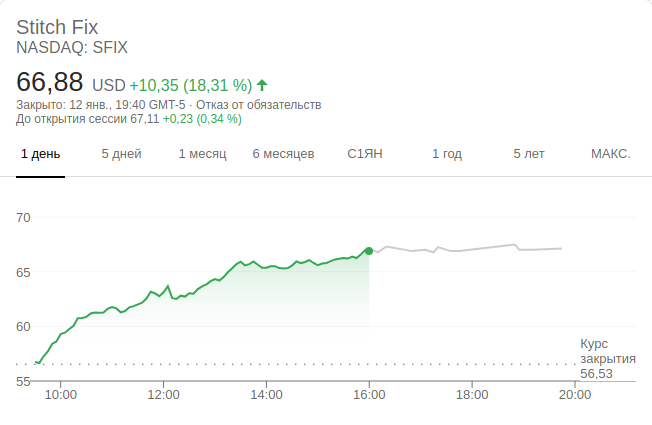 Stitch Fix
NASDAQ: SFIX
66,88 USD +10,35 (18,31 %)
Закрыто: 12 янв., 19:40 GMT-5 · Отказ от обязательств
До открытия сессии 67,11 +0,23 (0,34 %)
1 день 5 дней 1 месяц 6 месяцев С1ЯН 1 год 5 лет МАКС.
70
65
60
Курс
закрытия
56,53
55
10:00 12:00 14:00 16:00 18:00 20:00